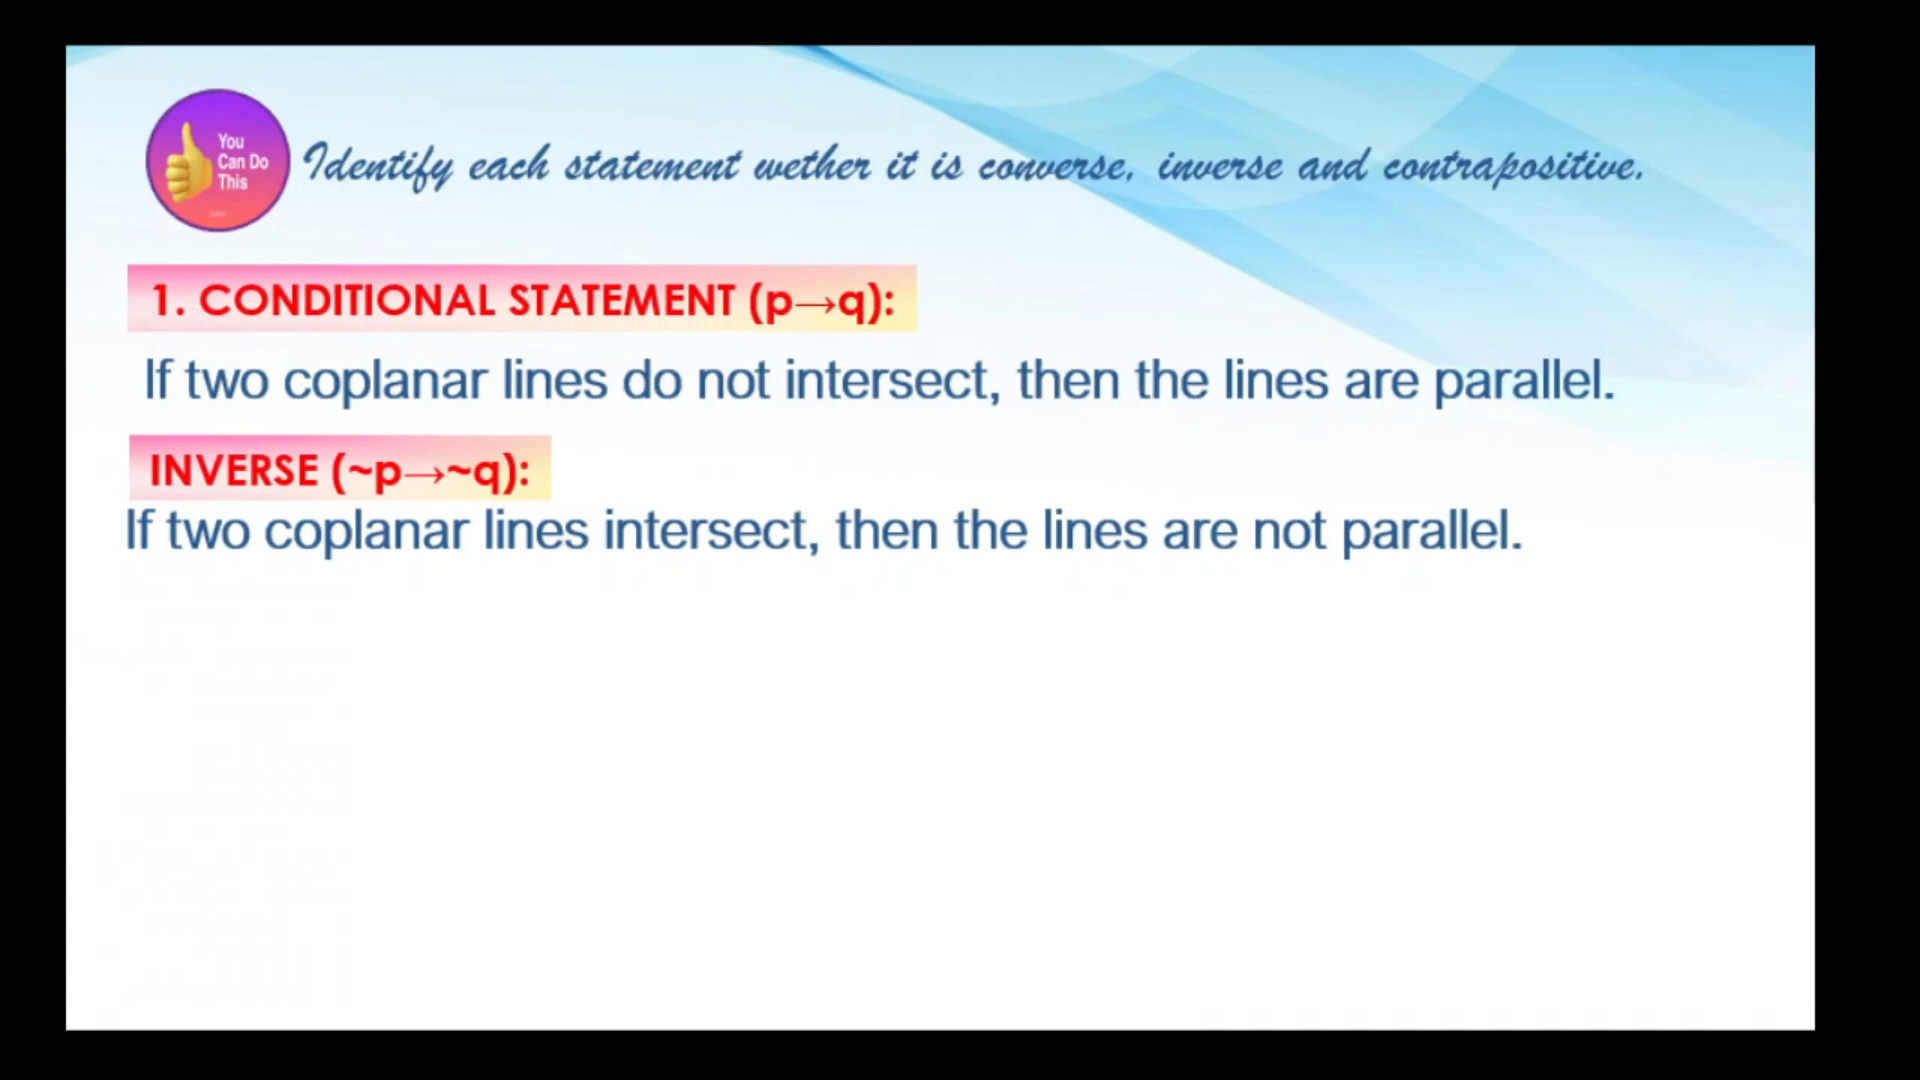 You
Can Do
This
Identify each statement wether it is converse, inverse and contrapositive.
1. CONDITIONAL STATEMENT (p→q):
If two coplanar lines do not intersect, then the lines are parallel.
INVERSE (~p→~q):
If two coplanar lines intersect, then the lines are not parallel.